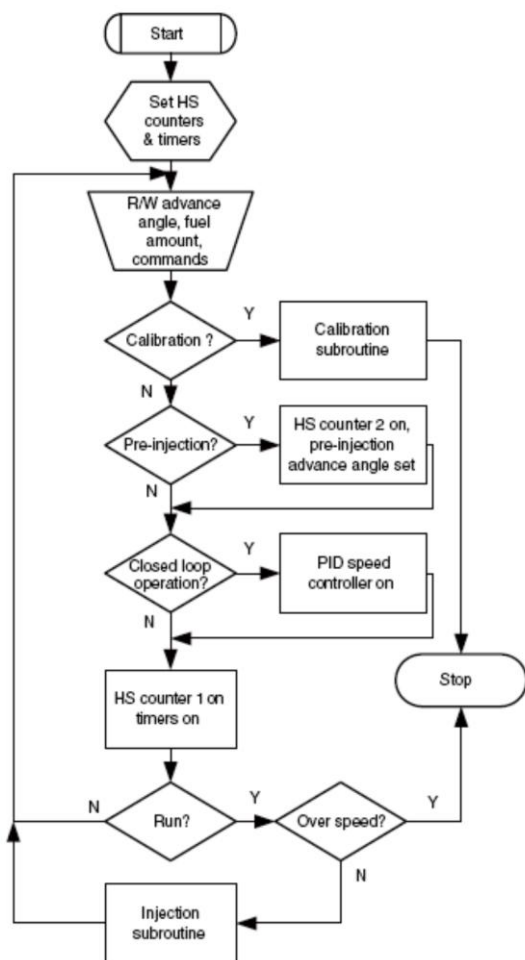 Start
Set HS
counters
& timers
R/W advance
angle, fuel
amount,
commands
Calibration ?
Y
Calibration
subroutine
N
Pre-injection?
Y
HS counter 2 on,
pre-injection
advance angle set
N
Closed loop
operation?
Y
PID speed
controller on
N
HS counter 1 on
timers on
Stop
N
Run?
Y
Over speed?
Y
N
Injection
subroutine